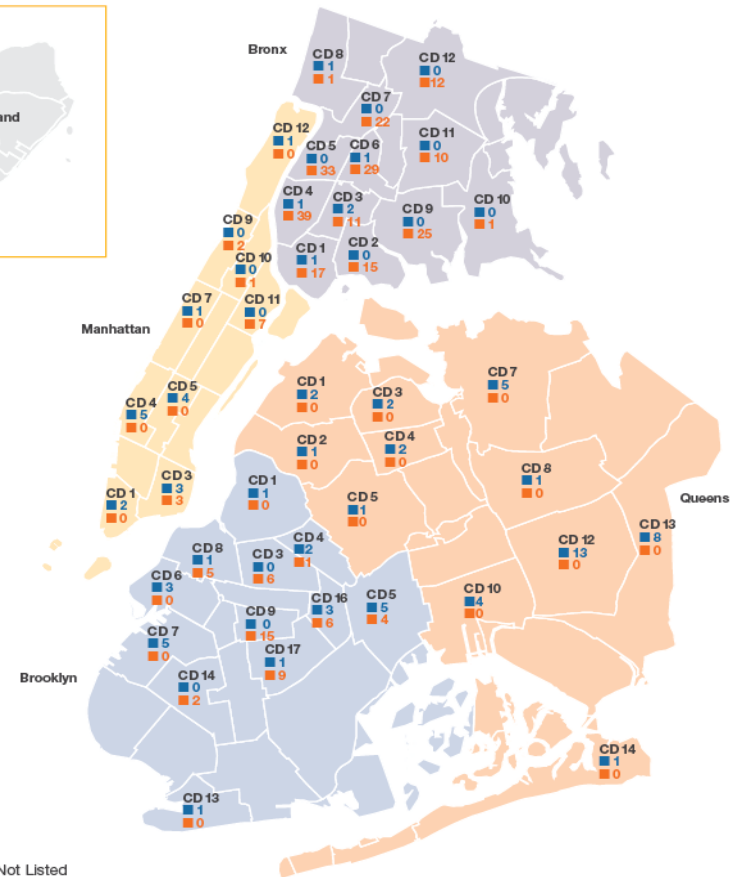 and
Bronx
CD 8
1
1
CD 12
0
12
CD 7
0
22
CD 12
1
0
CD 5
0
33
CD 6
1
29
CD 11
0
10
CD 4
1
39
CD 3
2
11
CD 9
0
25
CD 10
0
1
CD 9
0
2
CD 1
1
17
CD 2
0
15
CD 10
0
1
CD 7
1
0
CD 11
0
7
Manhattan
CD 4
5
0
CD 5
4
0
CD 1
2
0
CD 3
3
3
CD 1
2
0
CD 3
2
0
CD 7
5
0
CD 2
1
0
CD 4
2
0
CD 8
1
0
Queens
CD 5
1
0
CD 12
13
0
CD 13
8
0
CD 10
4
0
CD 14
1
0
CD 1
1
0
CD 8
1
5
CD 3
0
6
CD 4
2
1
CD 6
3
0
CD 9
0
15
CD 16
3
6
CD 5
5
4
CD 7
5
0
CD 17
1
9
CD 14
0
2
Brooklyn
CD 13
1
0
Not Listed